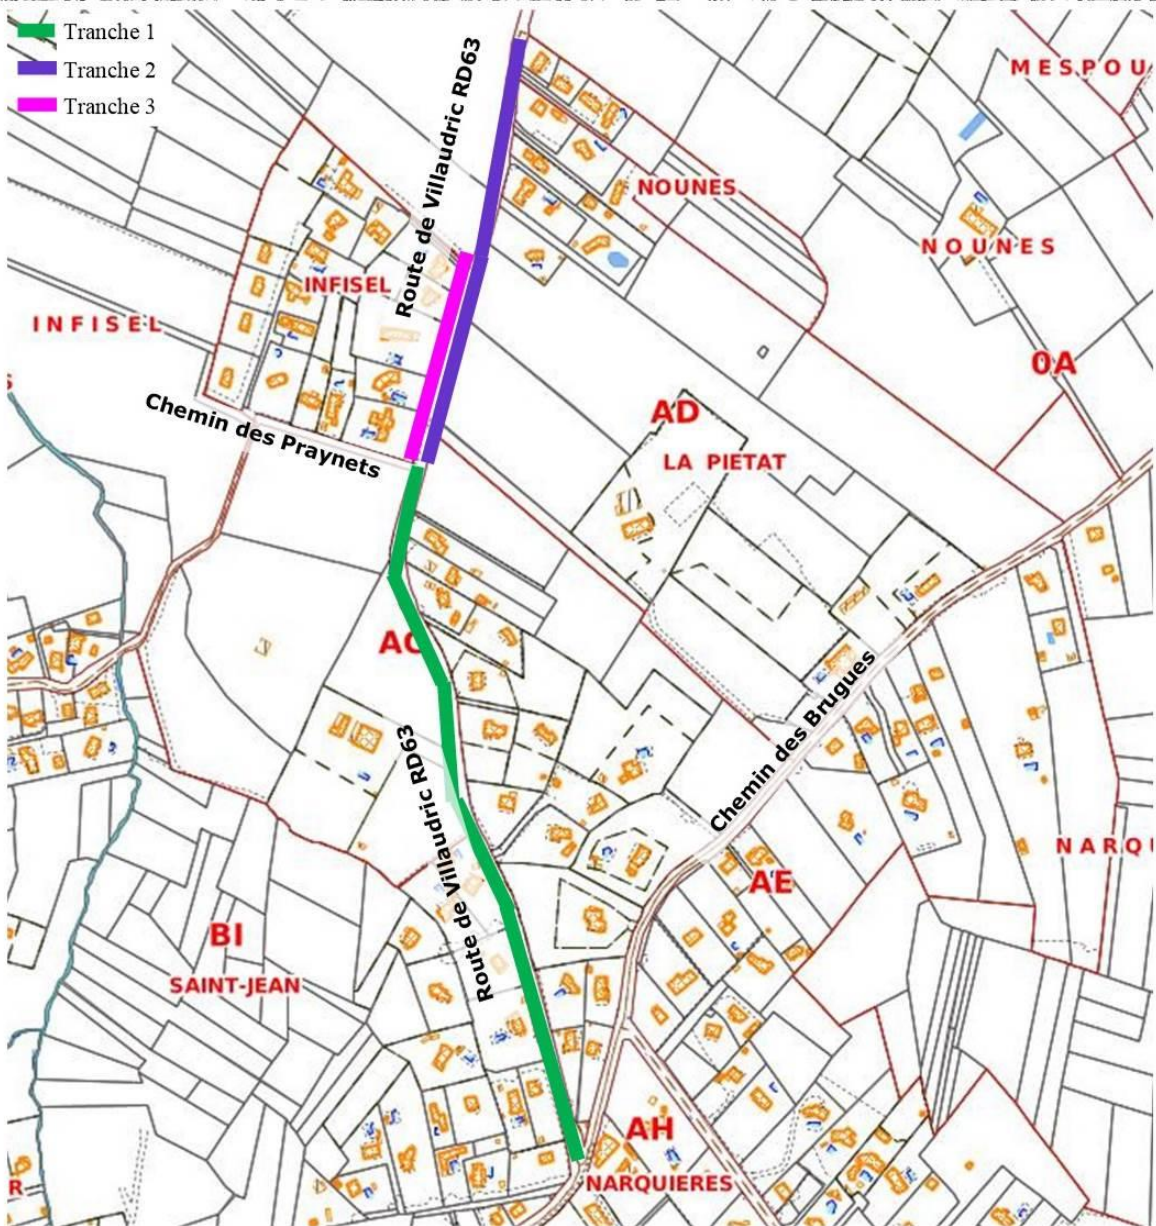 Tranche 1
Tranche 2
Tranche 3
Route de Villaudric RD63
MESPOU
NOUNES
NOUNES
INFISEL
INFISEL
S
0A
Chemin des Praynets
AD
LA PIETAT
AC
Chemin des Brugues
Route de Villaudric RD63
NARQU
AE
BI
SAINT-JEAN
AH
NARQUIERES
R